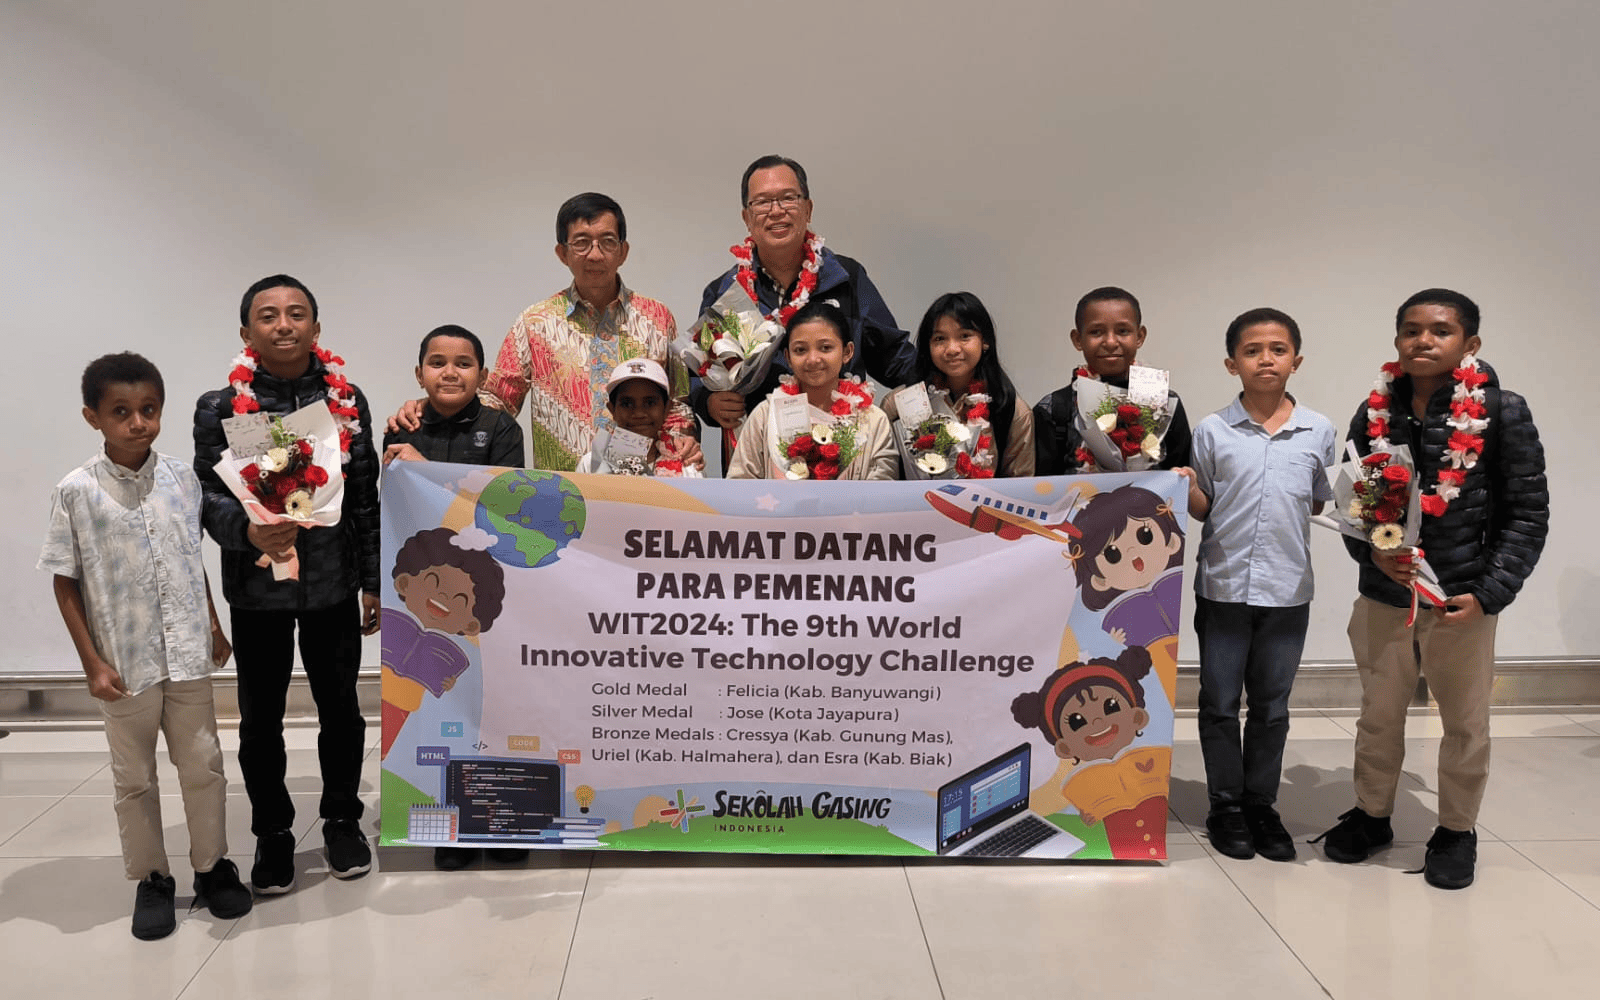 SELAMAT DATANG
PARA PEMENANG
WIT2024: The 9th World
Innovative Technology Challenge
Gold Medal : Felicia (Kab. Banyuwangi)
Silver Medal : Jose (Kota Jayapura)
Bronze Medals : Cressya (Kab. Gunung Mas),
Uriel (Kab. Halmahera), dan Esra (Kab. Biak)
JS
HTML
</>
CODE
CSS
17:15
SEKOLAH GASING
INDONESIA